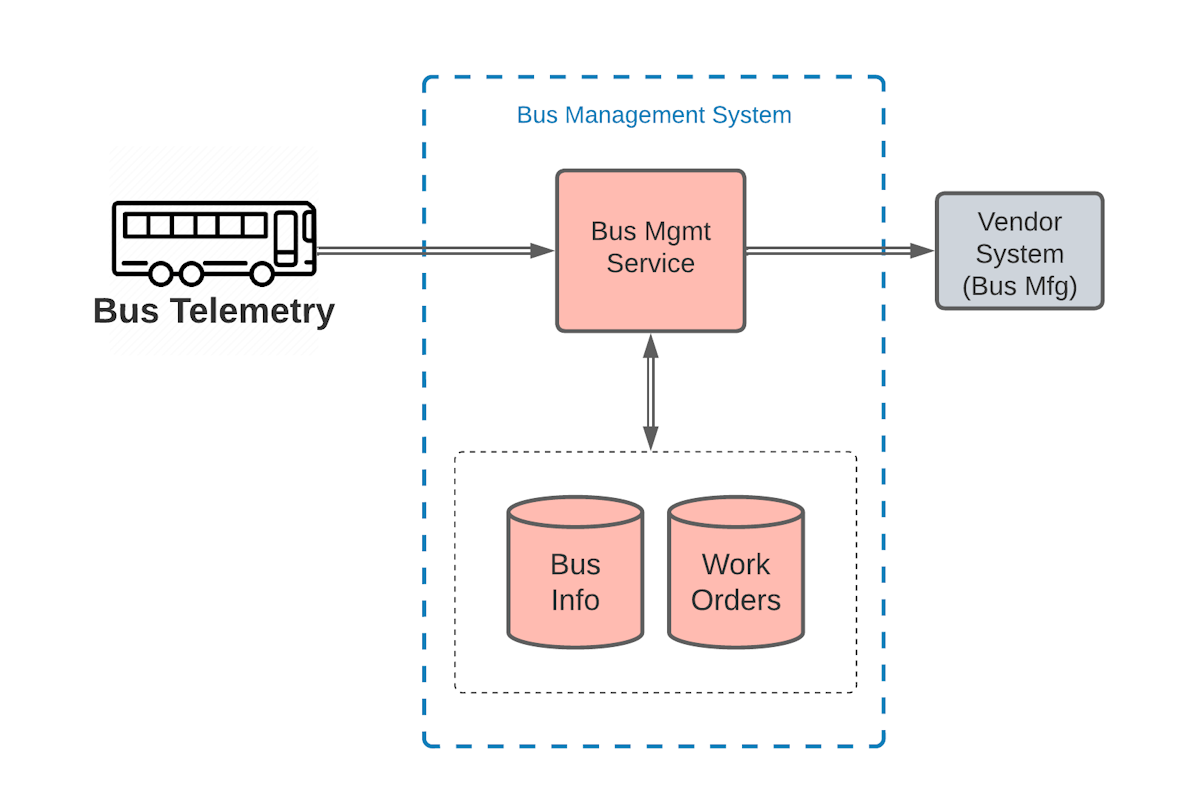 Bus Management System
Bus Mgmt
Service
Vendor
System
(Bus Mfg)
Bus Telemetry
Bus
Info
Work
Orders